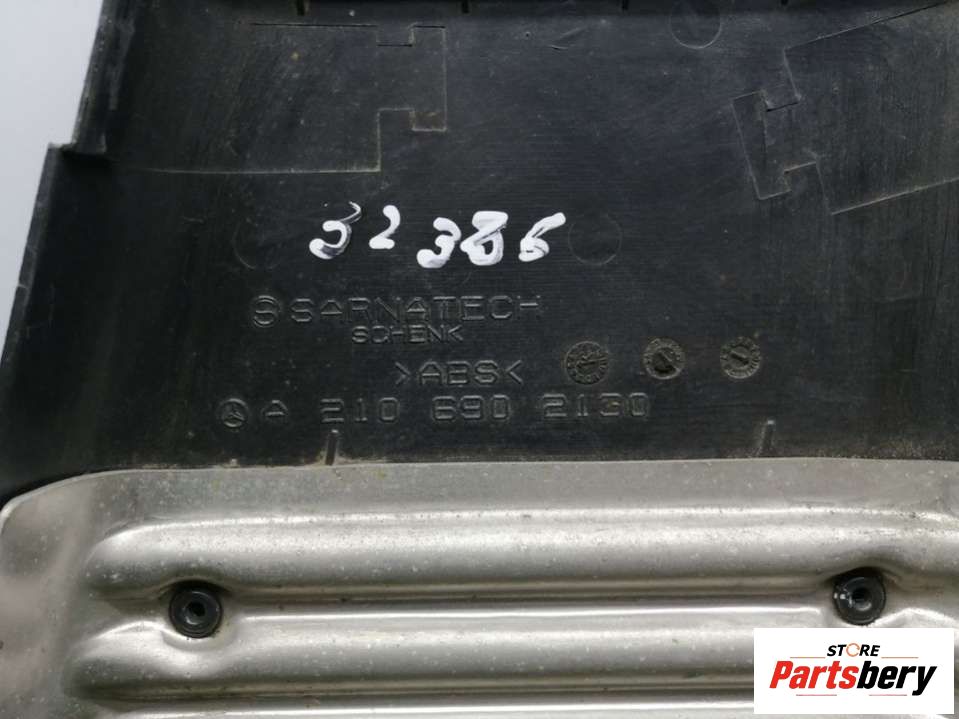 32386
SARNATECH
SCHENK
>ABS<
A 210 690 2130
STORE
Partsbery